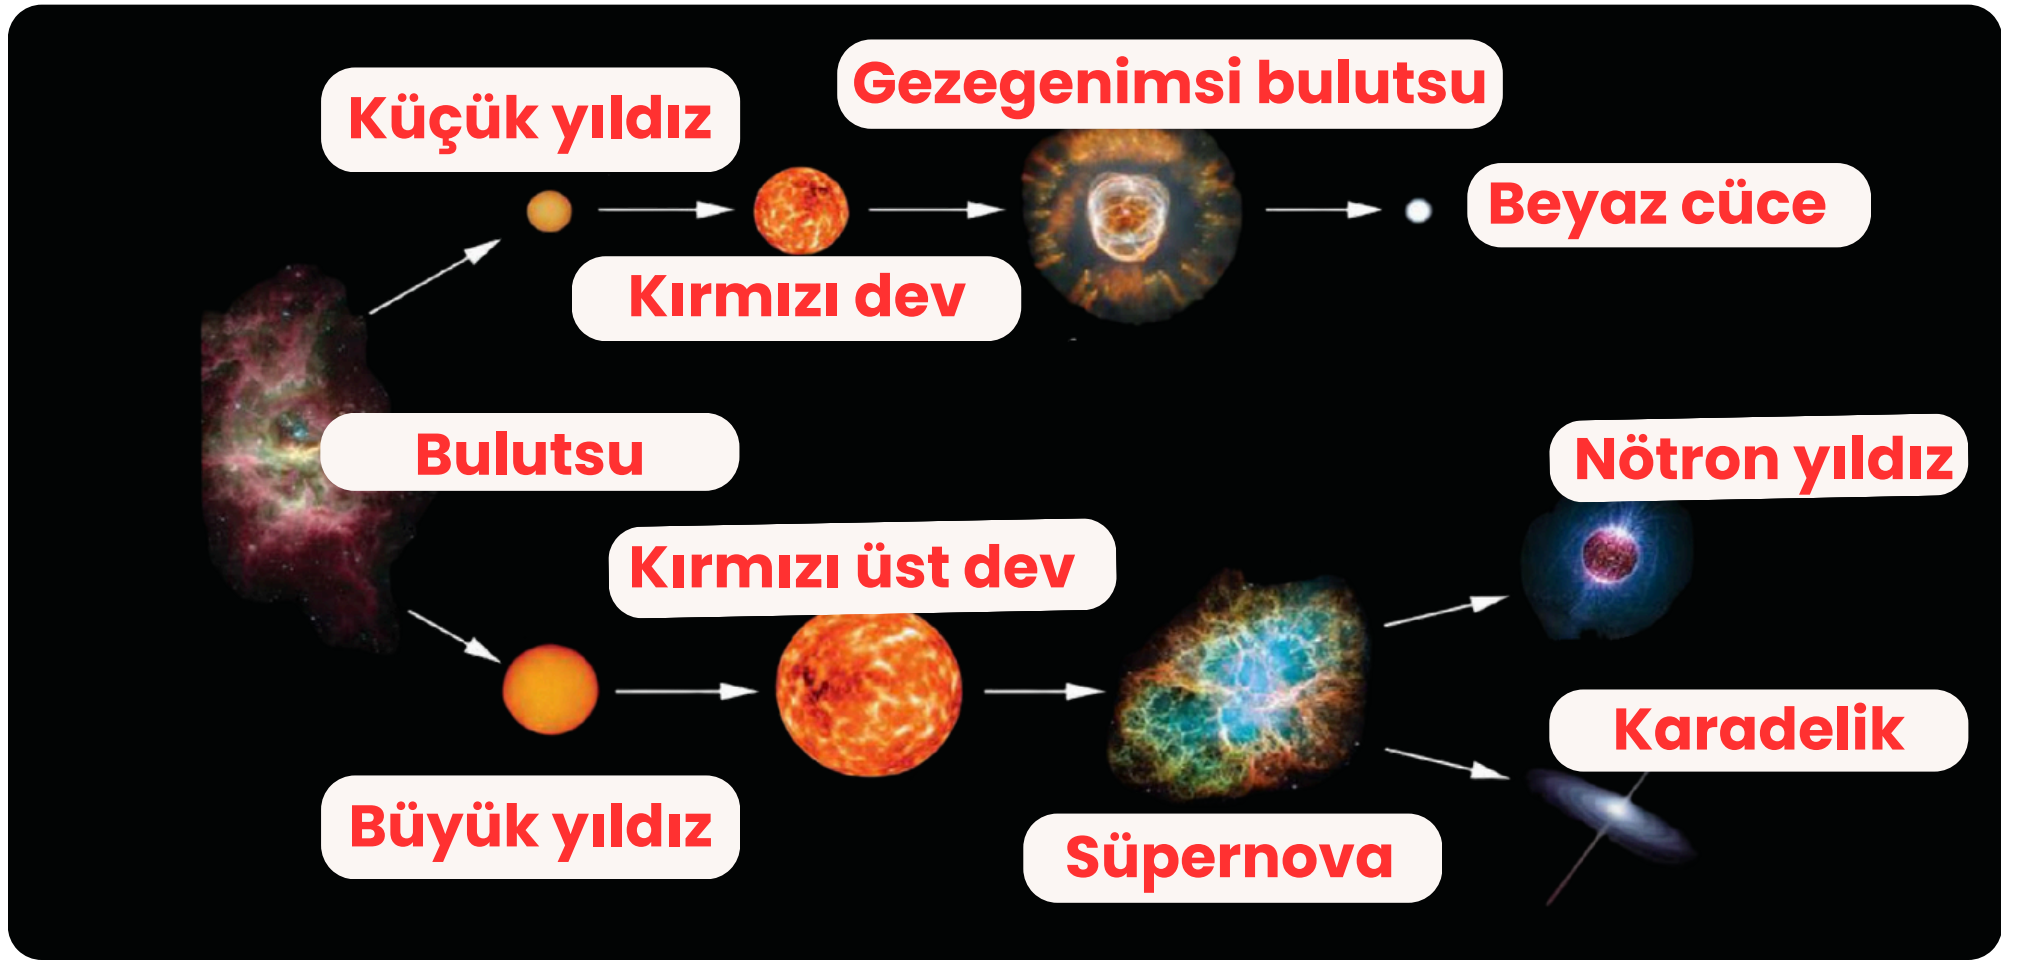 Gezegenimsi bulutsu
Küçük yıldız
Beyaz cüce
Kırmızı dev
Bulutsu
Nötron yıldız
Kırmızı üst dev
Karadelik
Büyük yıldız
Süpernova